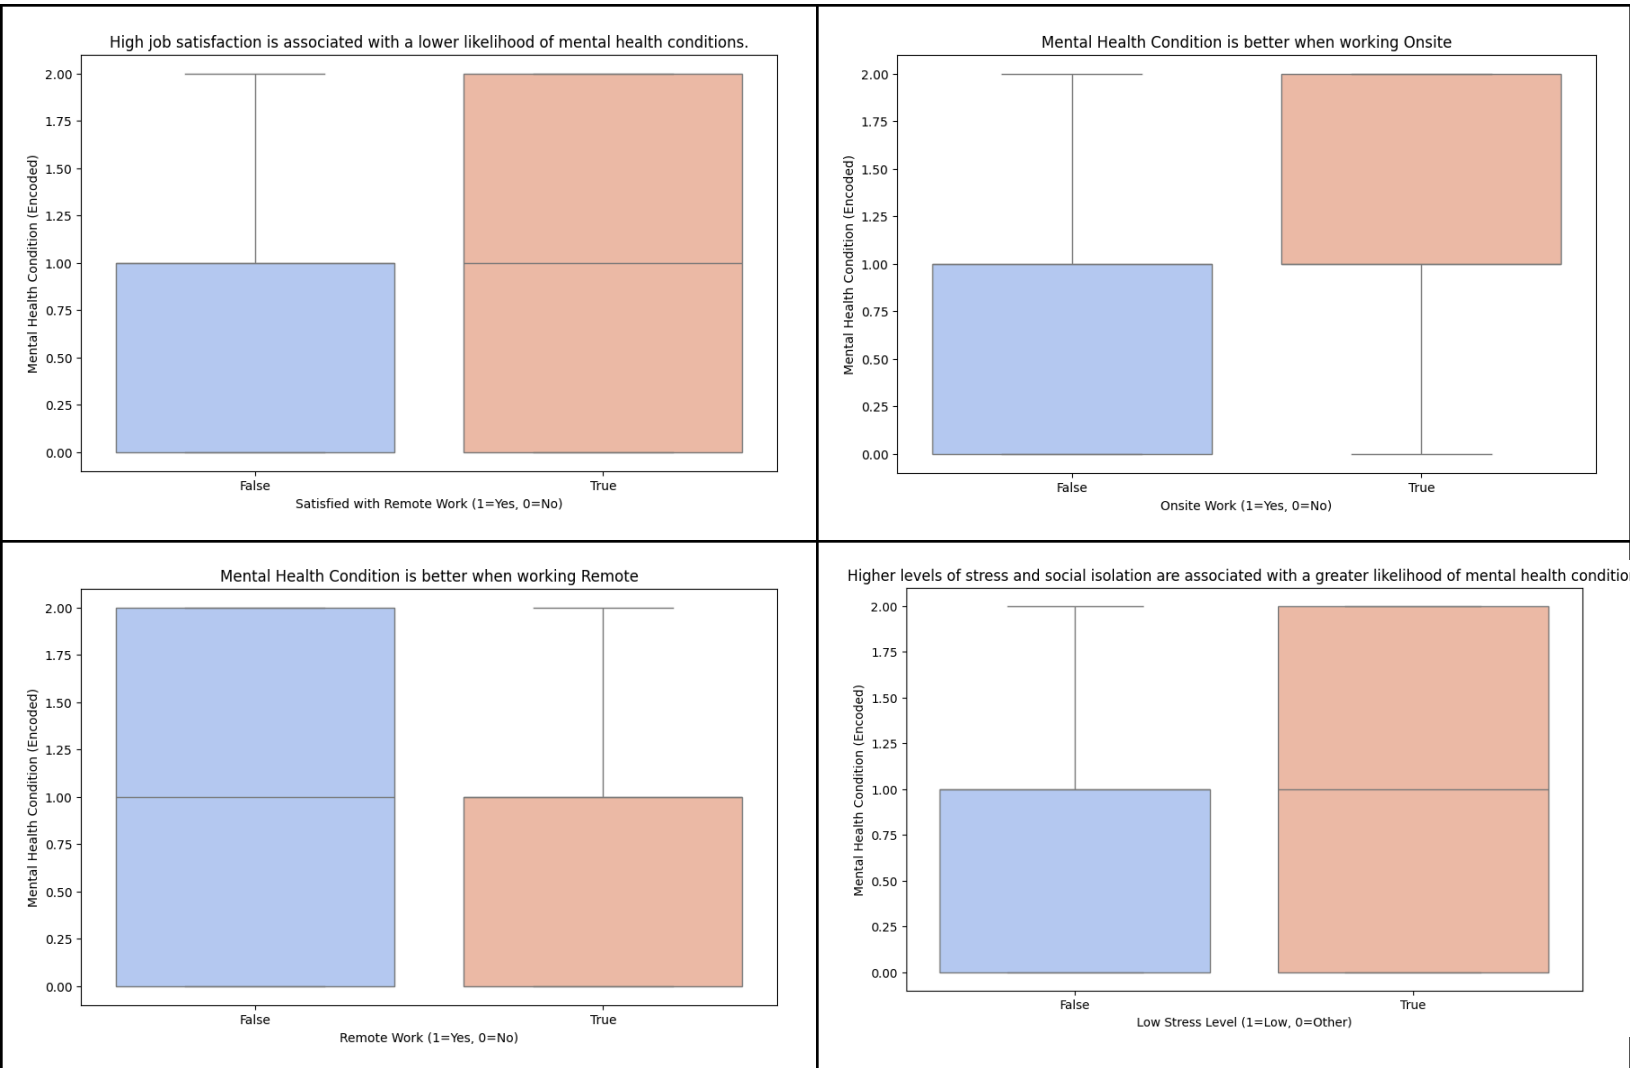 High job satisfaction is associated with a lower likelihood of mental health conditions.
2.00
1.75
1.50
1.25
1.00
0.75
0.50
0.25
0.00
Mental Health Condition (Encoded)
False
True
Satisfied with Remote Work (1=Yes, 0=No)
Mental Health Condition is better when working Onsite
2.00
1.75
1.50
1.25
1.00
0.75
0.50
0.25
0.00
Mental Health Condition (Encoded)
False
True
Onsite Work (1=Yes, 0=No)
Mental Health Condition is better when working Remote
2.00
1.75
1.50
1.25
1.00
0.75
0.50
0.25
0.00
Mental Health Condition (Encoded)
False
True
Remote Work (1=Yes, 0=No)
Higher levels of stress and social isolation are associated with a greater likelihood of mental health conditio
2.00
1.75
1.50
1.25
1.00
0.75
0.50
0.25
0.00
Mental Health Condition (Encoded)
False
True
Low Stress Level (1=Low, 0=Other)